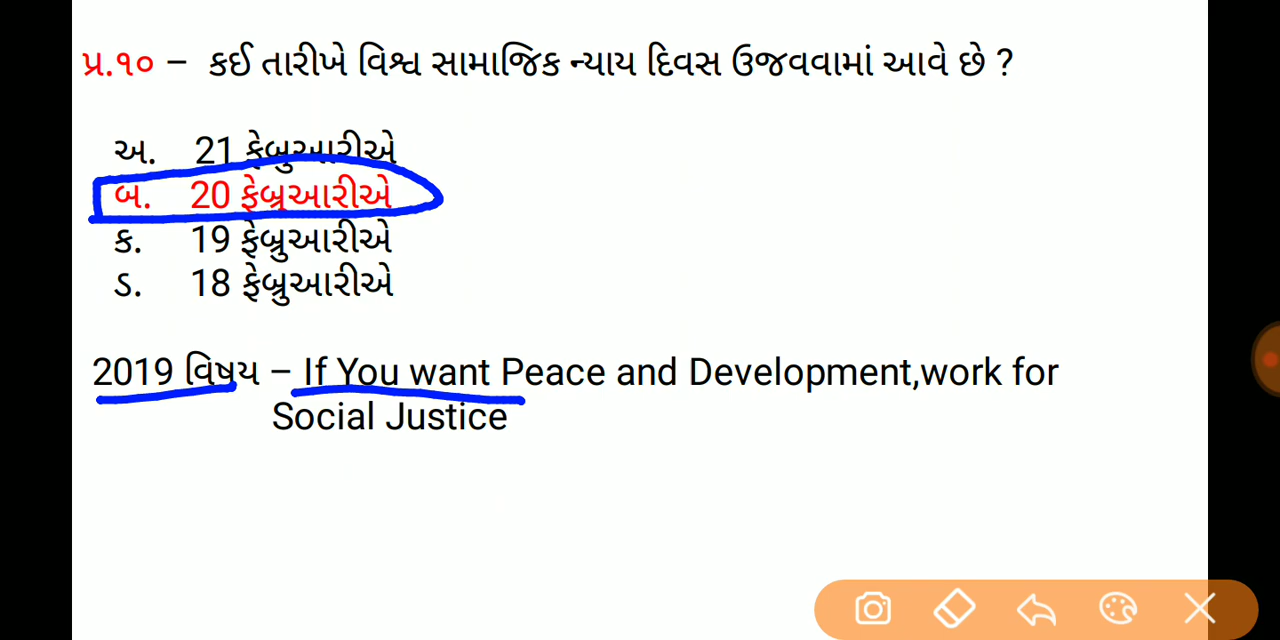 પ્ર.૧૦ – કઈ તારીખે વિશ્વ સામાજિક ન્યાય દિવસ ઉજવવામાં આવે છે ?
અ. 21 ફેબ્રુઆરીએ
બ. 20 ફેબ્રુઆરીએ
ક. 19 ફેબ્રુઆરીએ
ડ. 18 ફેબ્રુઆરીએ
2019 વિષય – If You want Peace and Development,work for
Social Justice